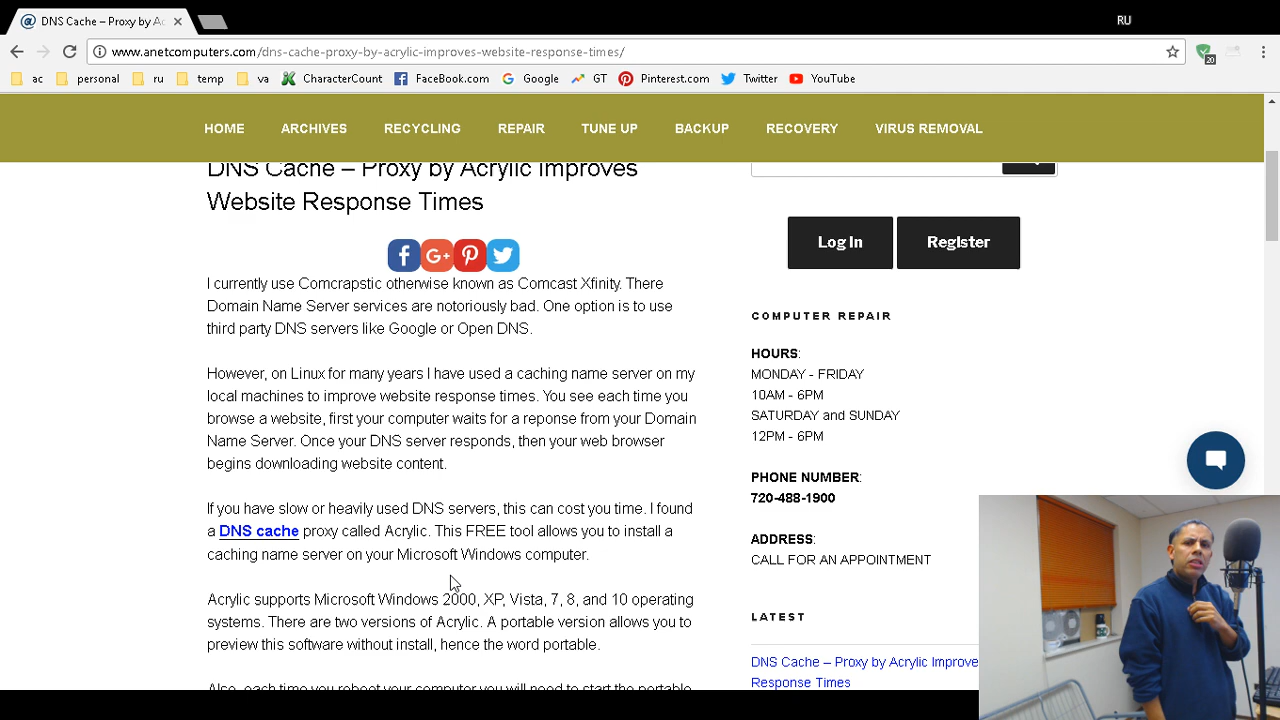 DNS Cache – Proxy by Ac
RU
www.anetcomputers.com/dns-cache-proxy-by-acrylic-improves-website-response-times/
20
ac personal ru temp va CharacterCount FaceBook.com Google GT Pinterest.com Twitter YouTube
HOME ARCHIVES RECYCLING REPAIR TUNE UP BACKUP RECOVERY VIRUS REMOVAL
DNS Cache – Proxy by Acrylic Improves
Website Response Times
Log In Register
I currently use Comcrapstic otherwise known as Comcast Xfinity. There
Domain Name Server services are notoriously bad. One option is to use
third party DNS servers like Google or Open DNS.
However, on Linux for many years I have used a caching name server on my
local machines to improve website response times. You see each time you
browse a website, first your computer waits for a reponse from your Domain
Name Server. Once your DNS server responds, then your web browser
begins downloading website content.
If you have slow or heavily used DNS servers, this can cost you time. I found
a DNS cache proxy called Acrylic. This FREE tool allows you to install a
caching name server on your Microsoft Windows computer.
Acrylic supports Microsoft Windows 2000, XP, Vista, 7, 8, and 10 operating
systems. There are two versions of Acrylic. A portable version allows you to
preview this software without install, hence the word portable.
Also, each time you reboot your computer you will need to start the portable
COMPUTER REPAIR
HOURS:
MONDAY - FRIDAY
10AM - 6PM
SATURDAY and SUNDAY
12PM - 6PM
PHONE NUMBER:
720-488-1900
ADDRESS:
CALL FOR AN APPOINTMENT
LATEST
DNS Cache – Proxy by Acrylic Improve
Response Times